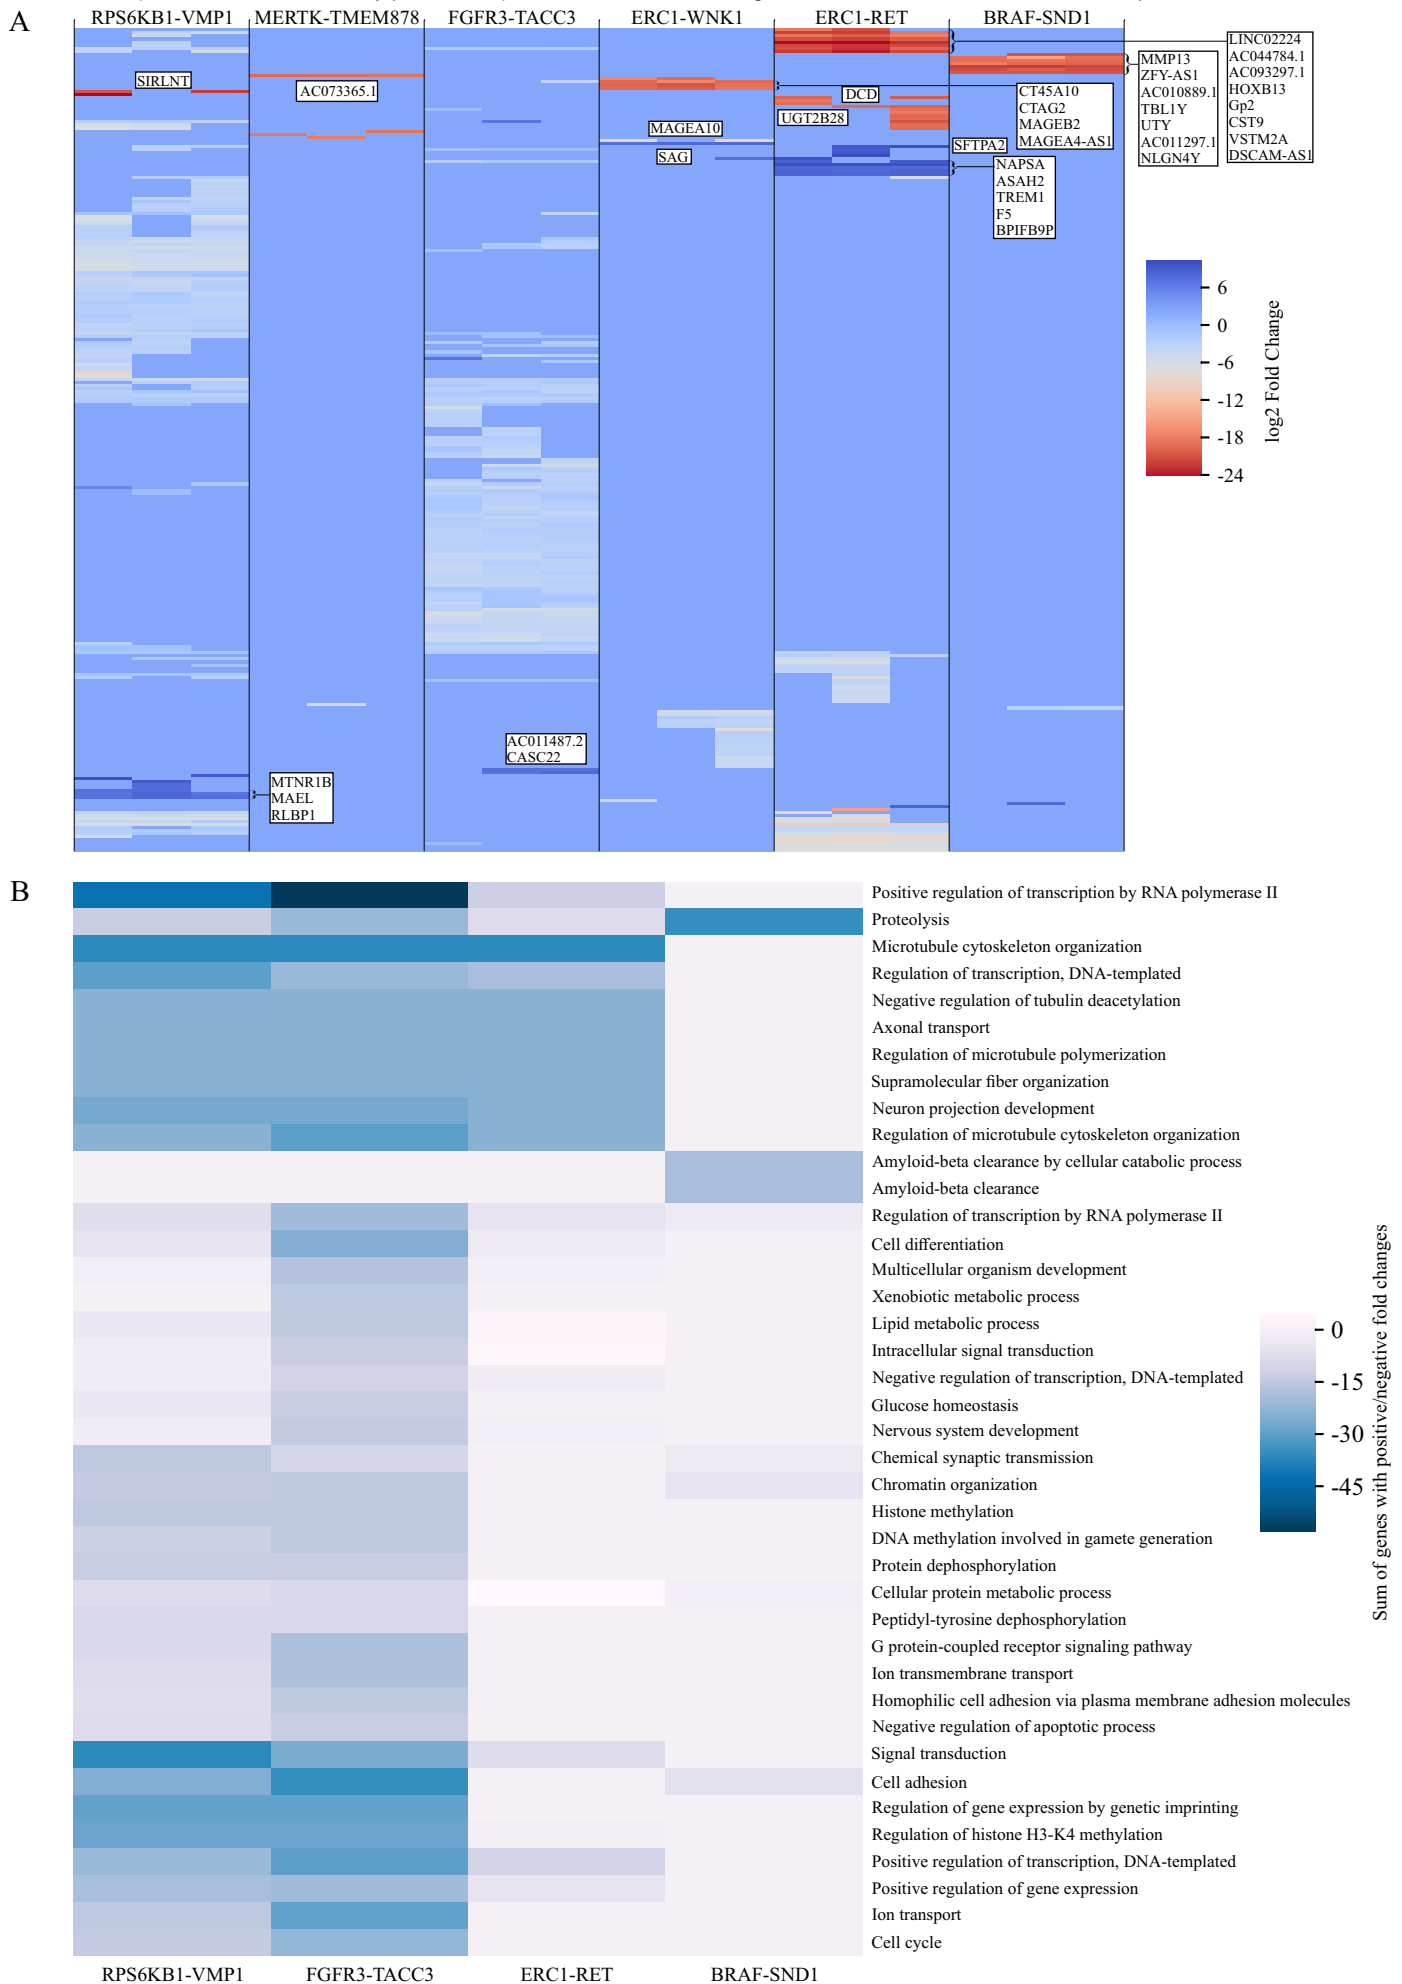 A
RPS6KB1-VMP1 MERTK-TMEM878 FGFR3-TACC3 ERC1-WNK1 ERC1-RET BRAF-SND1
SIRLNT
AC073365.1
MAGEA10
SAG
DCD
UGT2B28
SFTPA2
NAPSA
ASAH2
TREM1
F5
BPIFB9P
CT45A10
CTAG2
MAGEB2
MAGEA4-AS1
MMP13
ZFY-AS1
AC010889.1
TBL1Y
UTY
AC011297.1
NLGN4Y
LINC02224
AC044784.1
AC093297.1
HOXB13
Gp2
CST9
VSTM2A
DSCAM-AS1
6
0
-6
-12
-18
-24
log2 Fold Change
AC011487.2
CASC22
MTNR1B
MAEL
RLBP1
B
Positive regulation of transcription by RNA polymerase II
Proteolysis
Microtubule cytoskeleton organization
Regulation of transcription, DNA-templated
Negative regulation of tubulin deacetylation
Axonal transport
Regulation of microtubule polymerization
Supramolecular fiber organization
Neuron projection development
Regulation of microtubule cytoskeleton organization
Amyloid-beta clearance by cellular catabolic process
Amyloid-beta clearance
Regulation of transcription by RNA polymerase II
Cell differentiation
Multicellular organism development
Xenobiotic metabolic process
Lipid metabolic process
Intracellular signal transduction
Negative regulation of transcription, DNA-templated
Glucose homeostasis
Nervous system development
Chemical synaptic transmission
Chromatin organization
Histone methylation
DNA methylation involved in gamete generation
Protein dephosphorylation
Cellular protein metabolic process
Peptidyl-tyrosine dephosphorylation
G protein-coupled receptor signaling pathway
Ion transmembrane transport
Homophilic cell adhesion via plasma membrane adhesion molecules
Negative regulation of apoptotic process
Signal transduction
Cell adhesion
Regulation of gene expression by genetic imprinting
Regulation of histone H3-K4 methylation
Positive regulation of transcription, DNA-templated
Positive regulation of gene expression
Ion transport
Cell cycle
0
-15
-30
-45
Sum of genes with positive/negative fold changes
RPS6KB1-VMP1 FGFR3-TACC3 ERC1-RET BRAF-SND1